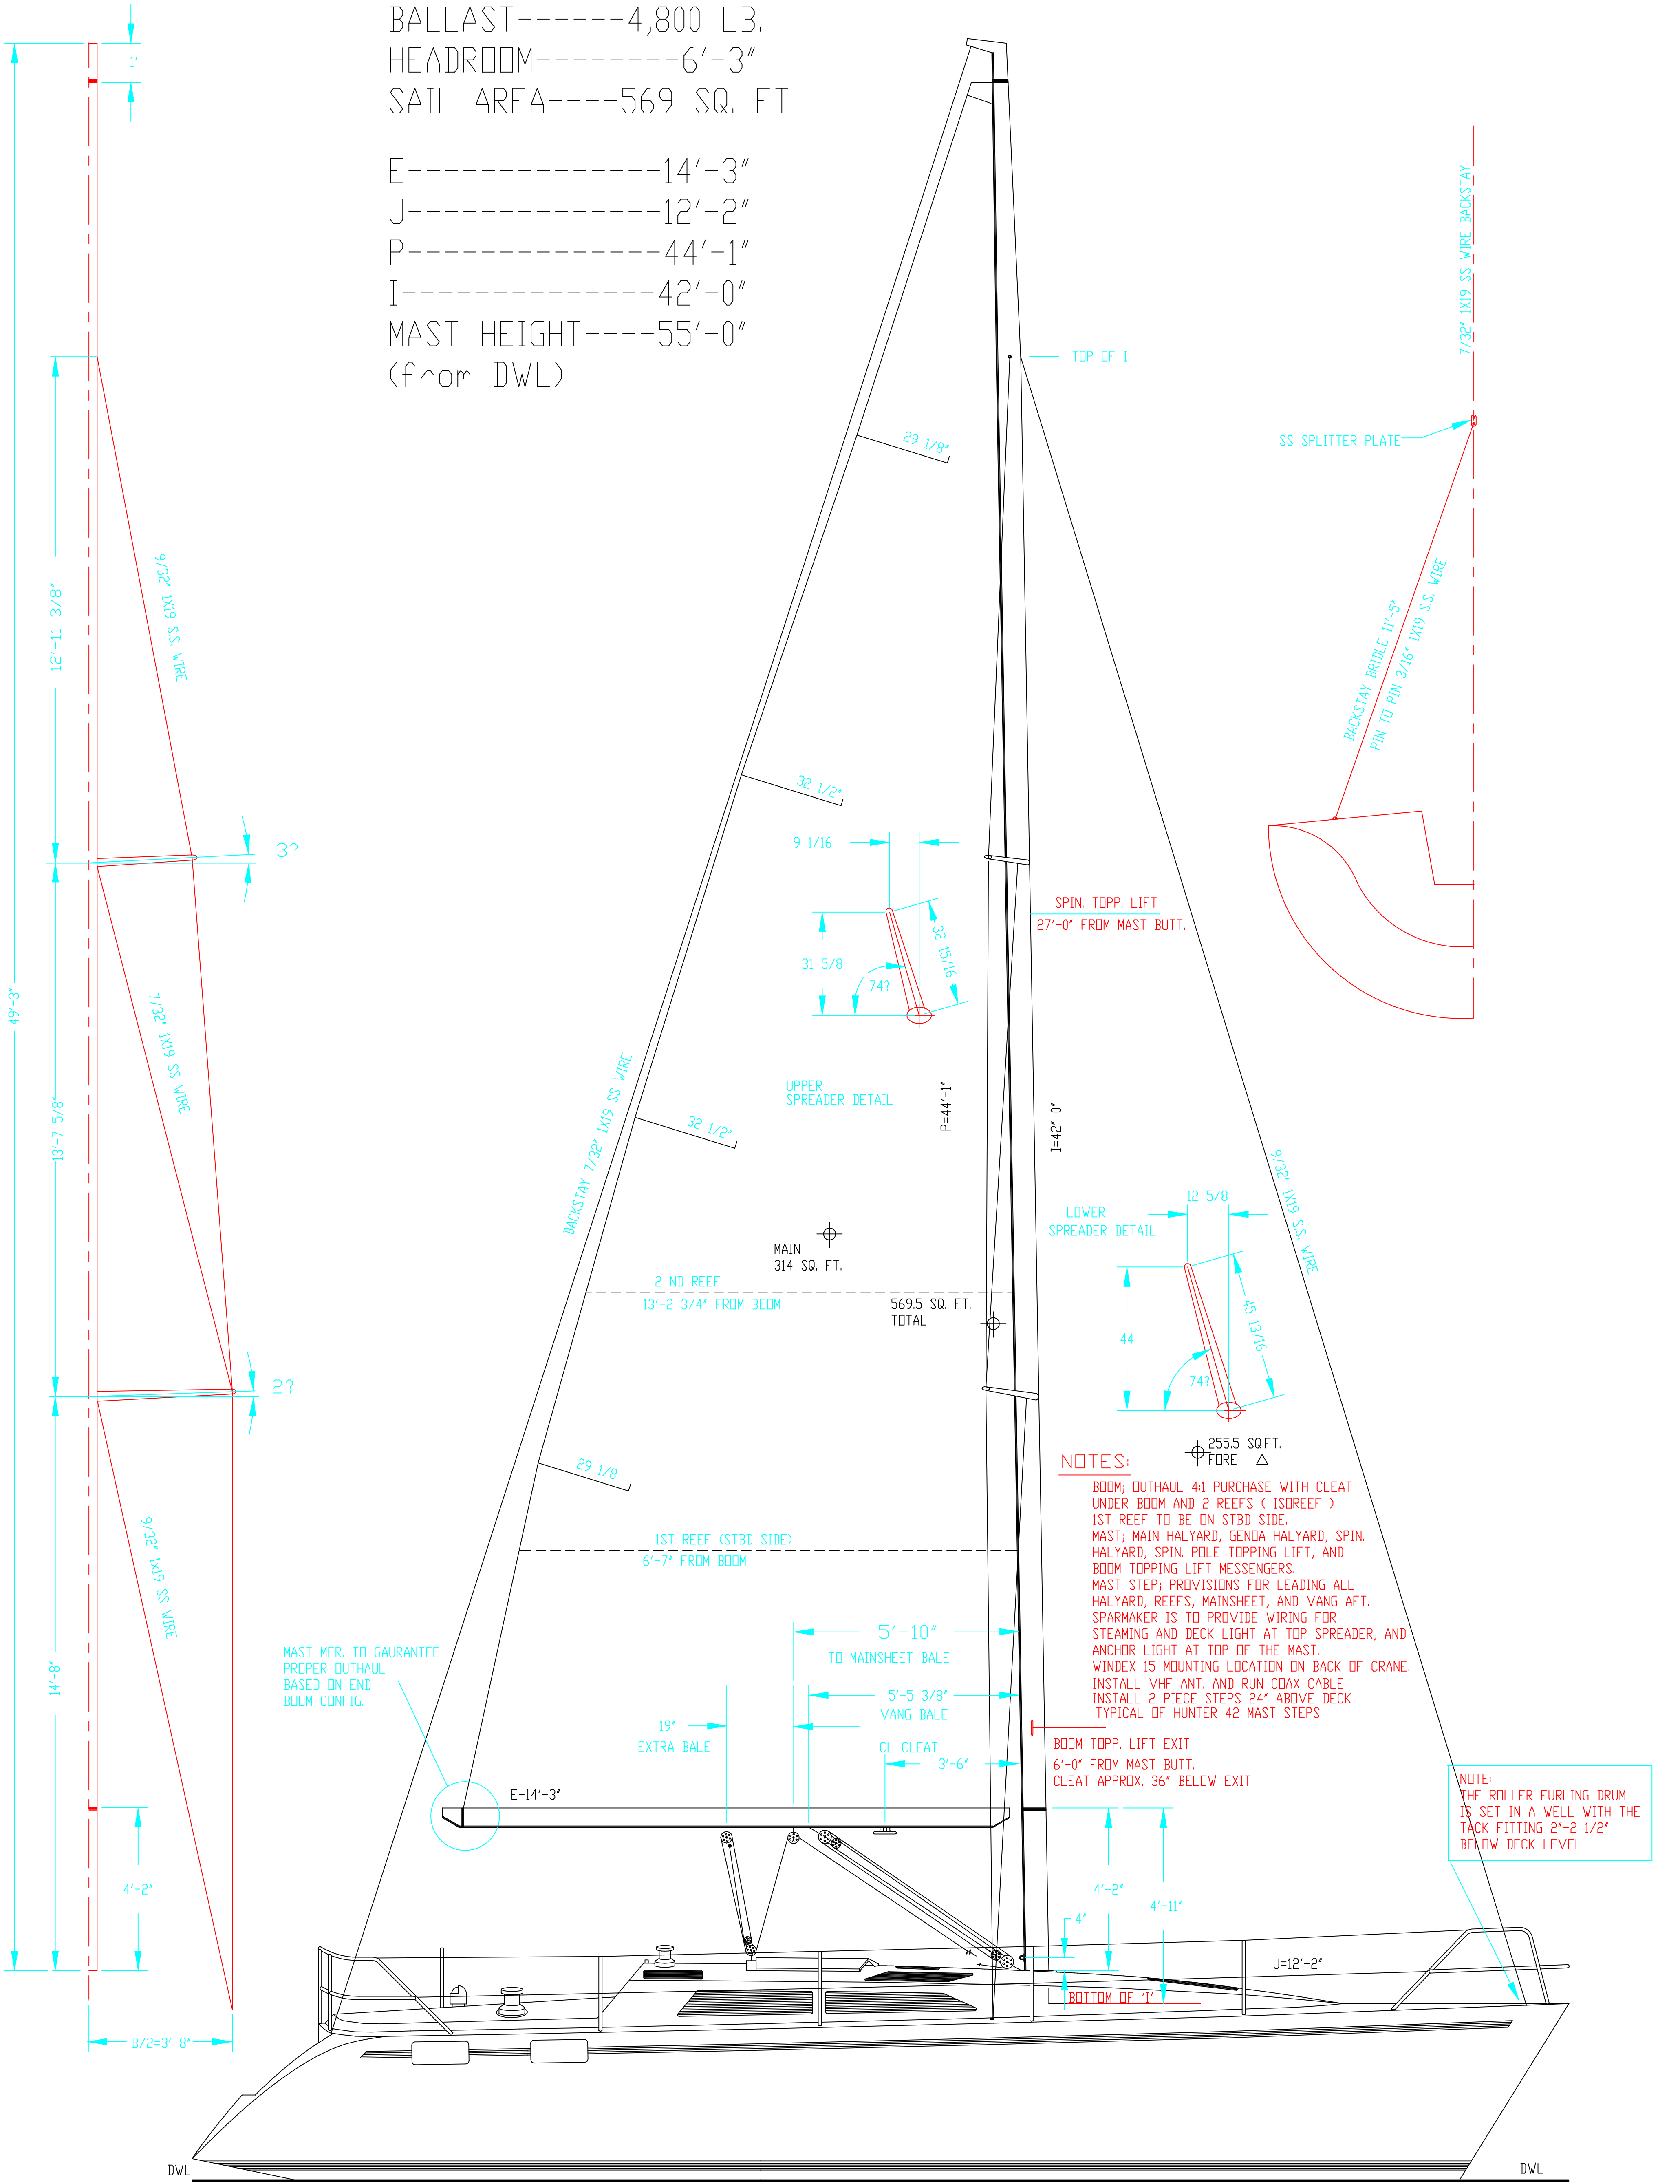 BALLAST------4,800 LB.
HEADROOM--------6'-3"
SAIL AREA----569 SQ. FT.
E--------------14'-3"
J--------------12'-2"
P--------------44'-1"
I--------------42'-0"
MAST HEIGHT----55'-0"
(from DWL)
1'
49'-3"
12'-11 3/8"
13'-7 5/8"
14'-8"
4'-2"
B/2=3'-8"
9/32" 1X19 S.S. WIRE
3?
7/32" 1X19 SS WIRE
2?
9/32" 1x19 SS WIRE
TOP OF I
29 1/8"
32 1/2"
32 1/2"
29 1/8
BACKSTAY 7/32" 1X19 SS WIRE
7/32" 1X19 SS WIRE BACKSTAY
SS SPLITTER PLATE
BACKSTAY BRIDLE 11'-5"
PIN TO PIN 3/16" 1X19 S.S. WIRE
9 1/16
31 5/8
32 15/16
74?
UPPER
SPREADER DETAIL
SPIN. TOPP. LIFT
27'-0" FROM MAST BUTT.
P=44'-1"
I=42"-0"
9/32" 1X19 S.S. WIRE
12 5/8
LOWER
SPREADER DETAIL
44
45 13/16
74?
MAIN
314 SQ. FT.
2 ND REEF
13'-2 3/4" FROM BOOM
569.5 SQ. FT.
TOTAL
255.5 SQ.FT.
FORE
1ST REEF (STBD SIDE)
6'-7" FROM BOOM
NOTES:
BOOM; OUTHAUL 4:1 PURCHASE WITH CLEAT
UNDER BOOM AND 2 REEFS ( ISOREEF )
1ST REEF TO BE ON STBD SIDE.
MAST; MAIN HALYARD, GENOA HALYARD, SPIN.
HALYARD, SPIN. POLE TOPPING LIFT, AND
BOOM TOPPING LIFT MESSENGERS.
MAST STEP; PROVISIONS FOR LEADING ALL
HALYARD, REEFS, MAINSHEET, AND VANG AFT.
SPARMAKER IS TO PROVIDE WIRING FOR
STEAMING AND DECK LIGHT AT TOP SPREADER, AND
ANCHOR LIGHT AT TOP OF THE MAST.
WINDEX 15 MOUNTING LOCATION ON BACK OF CRANE.
INSTALL VHF ANT. AND RUN COAX CABLE
INSTALL 2 PIECE STEPS 24" ABOVE DECK
TYPICAL OF HUNTER 42 MAST STEPS
MAST MFR. TO GAURANTEE
PROPER OUTHAUL
BASED ON END
BOOM CONFIG.
5'-10"
TO MAINSHEET BALE
5'-5 3/8"
VANG BALE
19"
EXTRA BALE
CL CLEAT
3'-6"
BOOM TOPP. LIFT EXIT
6'-0" FROM MAST BUTT.
CLEAT APPROX. 36" BELOW EXIT
E-14'-3"
NOTE:
THE ROLLER FURLING DRUM
IS SET IN A WELL WITH THE
TACK FITTING 2"-2 1/2"
BELOW DECK LEVEL
4'-2"
4'-11"
4"
J=12'-2"
BOTTOM OF 'I'
DWL
DWL